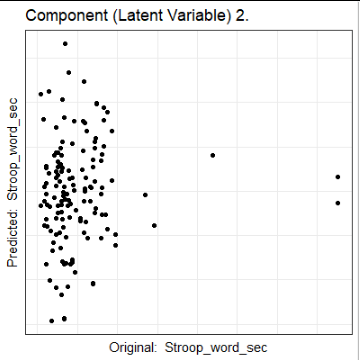 Component (Latent Variable) 2.
Predicted: Stroop_word_sec
Original: Stroop_word_sec